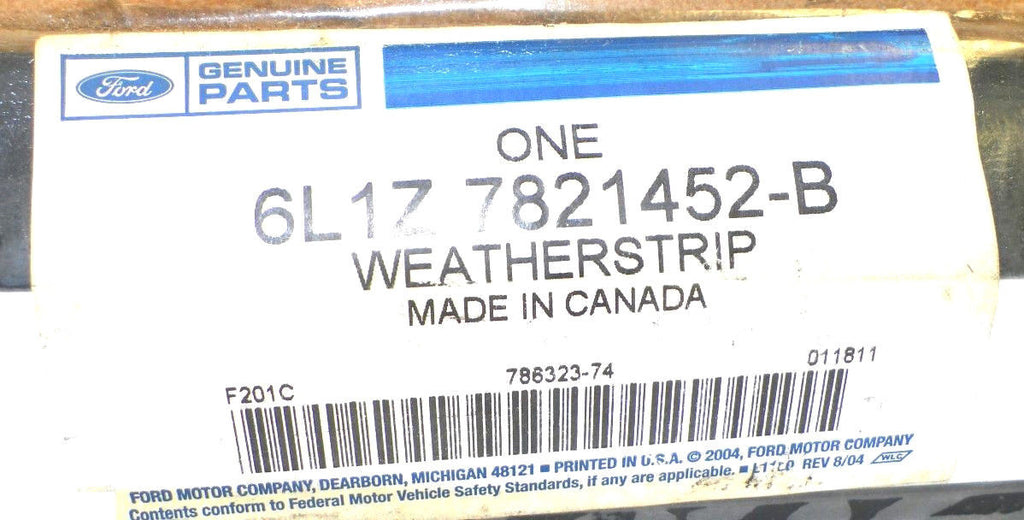 Ford GENUINE
PARTS
ONE
6L1Z 7821452-B
WEATHERSTRIP
MADE IN CANADA
F201C 786323-74 011811
FORD MOTOR COMPANY, DEARBORN, MICHIGAN 48121 ■ PRINTED IN U.S.A. © 2004, FORD MOTOR COMPANY
Contents conform to Federal Motor Vehicle Safety Standards, if any are applicable. ■ REV 8/04 WLC